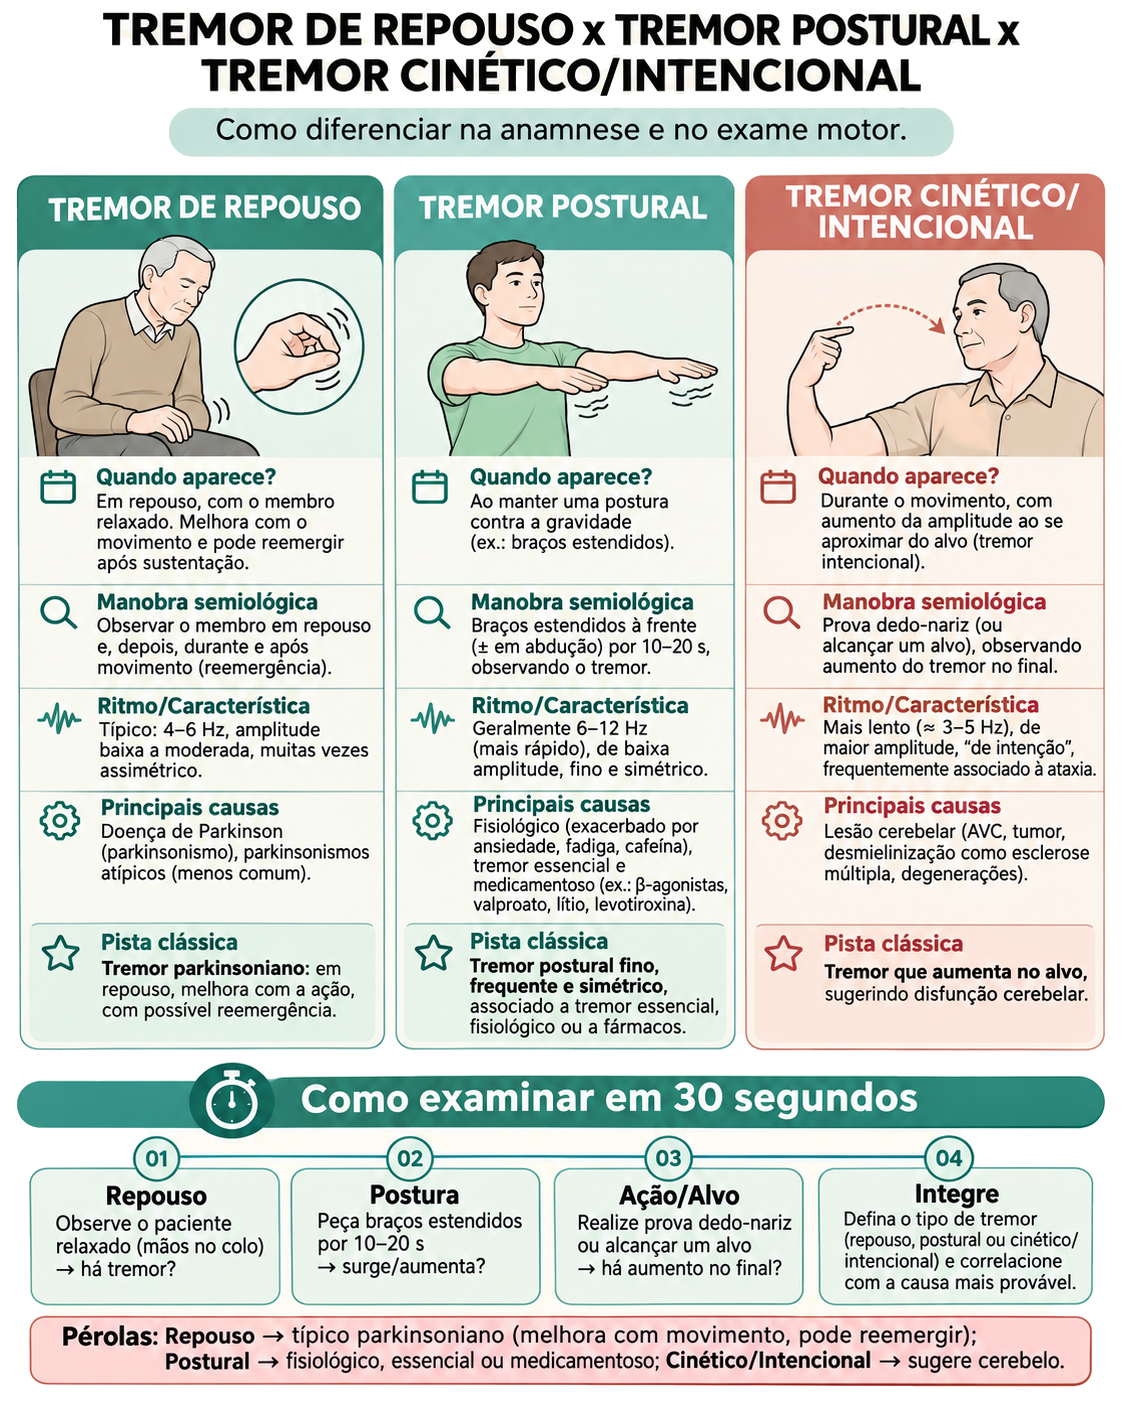 TREMOR DE REPOUSO x TREMOR POSTURAL x
TREMOR CINÉTICO/INTENCIONAL
Como diferenciar na anamnese e no exame motor.
TREMOR DE REPOUSO
Quando aparece?
Em repouso, com o membro
relaxado. Melhora com o
movimento e pode reemergir
após sustentação.
Manobra semiológica
Observar o membro em repouso
e, depois, durante e após
movimento (reemergência).
Ritmo/Característica
Típico: 4–6 Hz, amplitude
baixa a moderada, muitas vezes
assimétrico.
Principais causas
Doença de Parkinson
(parkinsonismo), parkinsonismos
atípicos (menos comum).
Pista clássica
Tremor parkinsoniano: em
repouso, melhora com a ação,
com possível reemergência.
TREMOR POSTURAL
Quando aparece?
Ao manter uma postura
contra a gravidade
(ex.: braços estendidos).
Manobra semiológica
Braços estendidos à frente
(± em abdução) por 10–20 s,
observando o tremor.
Ritmo/Característica
Geralmente 6–12 Hz
(mais rápido), de baixa
amplitude, fino e simétrico.
Principais causas
Fisiológico (exacerbado por
ansiedade, fadiga, cafeína),
tremor essencial e
medicamentoso (ex.: β-agonistas,
valproato, lítio, levotiroxina).
Pista clássica
Tremor postural fino,
frequente e simétrico,
associado a tremor essencial,
fisiológico ou a fármacos.
TREMOR CINÉTICO/
INTENCIONAL
Quando aparece?
Durante o movimento, com
aumento da amplitude ao se
aproximar do alvo (tremor
intencional).
Manobra semiológica
Prova dedo-nariz (ou
alcançar um alvo), observando
aumento do tremor no final.
Ritmo/Característica
Mais lento (≈ 3–5 Hz), de
maior amplitude, “de intenção”,
frequentemente associado à ataxia.
Principais causas
Lesão cerebelar (AVC, tumor,
desmielinização como esclerose
múltipla, degenerações).
Pista clássica
Tremor que aumenta no alvo,
sugerindo disfunção cerebelar.
Como examinar em 30 segundos
01
Repouso
Observe o paciente
relaxado (mãos no colo)
→ há tremor?
02
Postura
Peça braços estendidos
por 10–20 s
→ surge/aumenta?
03
Ação/Alvo
Realize prova dedo-nariz
ou alcançar um alvo
→ há aumento no final?
04
Integre
Defina o tipo de tremor
(repouso, postural ou cinético/
intencional) e correlacione
com a causa mais provável.
Pérolas: Repouso → típico parkinsoniano (melhora com movimento, pode reemergir);
Postural → fisiológico, essencial ou medicamentoso; Cinético/Intencional → sugere cerebelo.